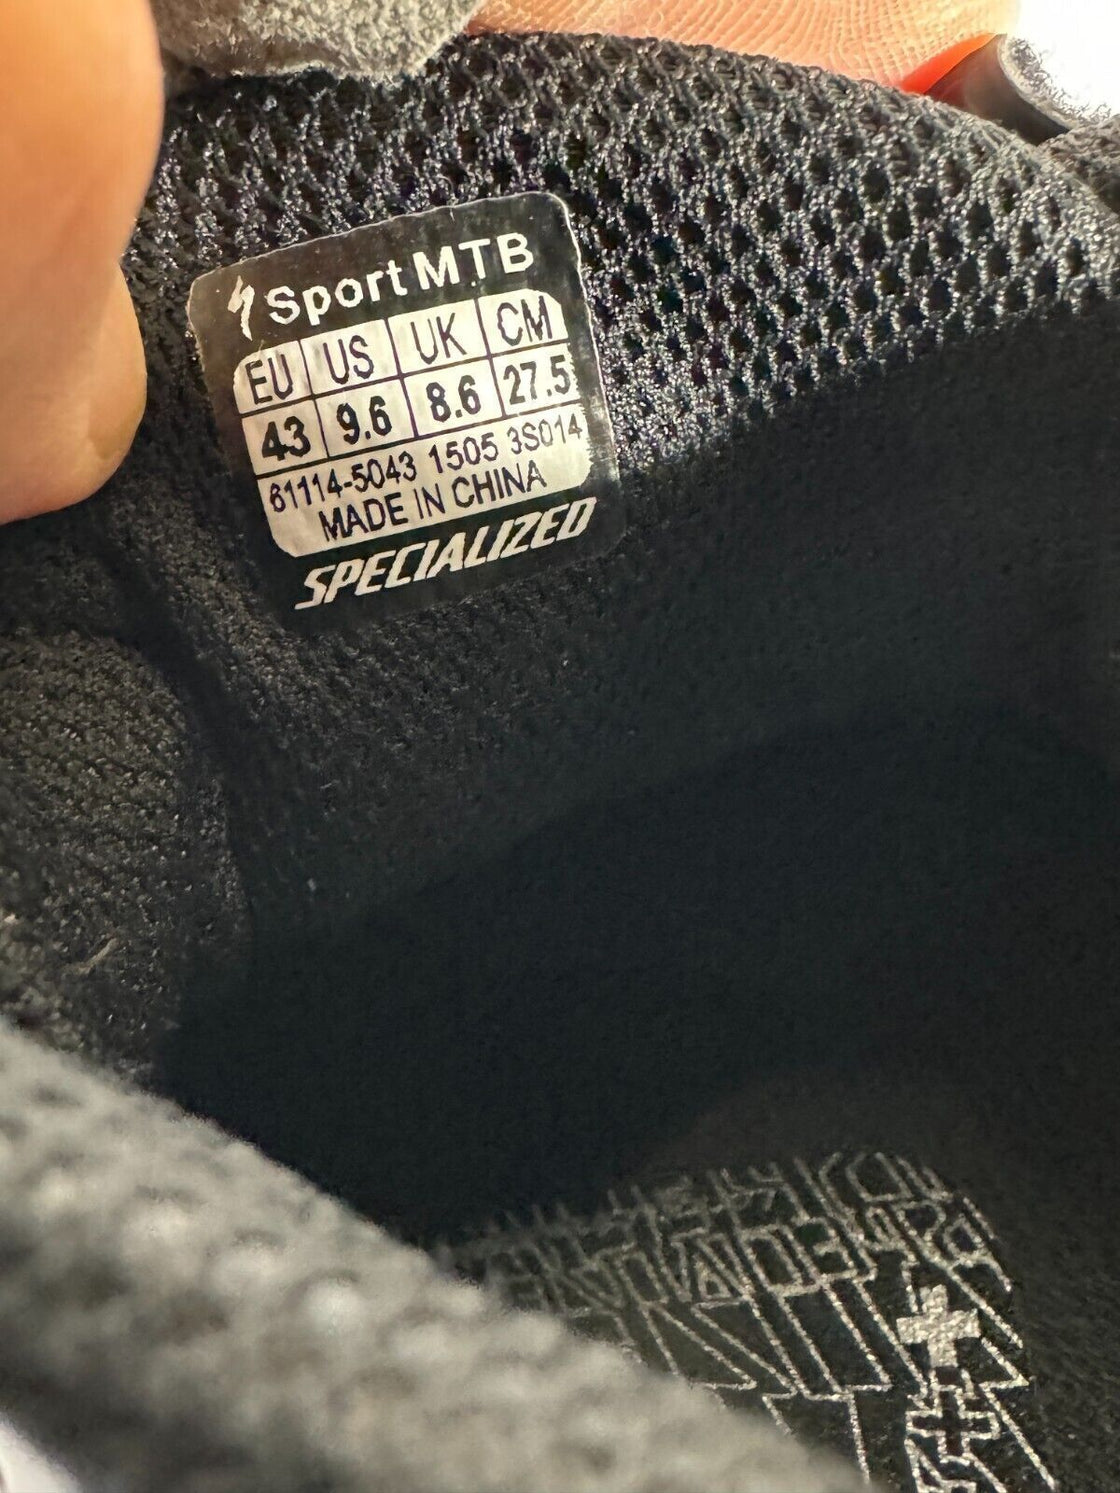 Sport MTB
EU US UK CM
43 9.6 8.6 27.5
61114-5043 1505 3S014
MADE IN CHINA
SPECIALIZED